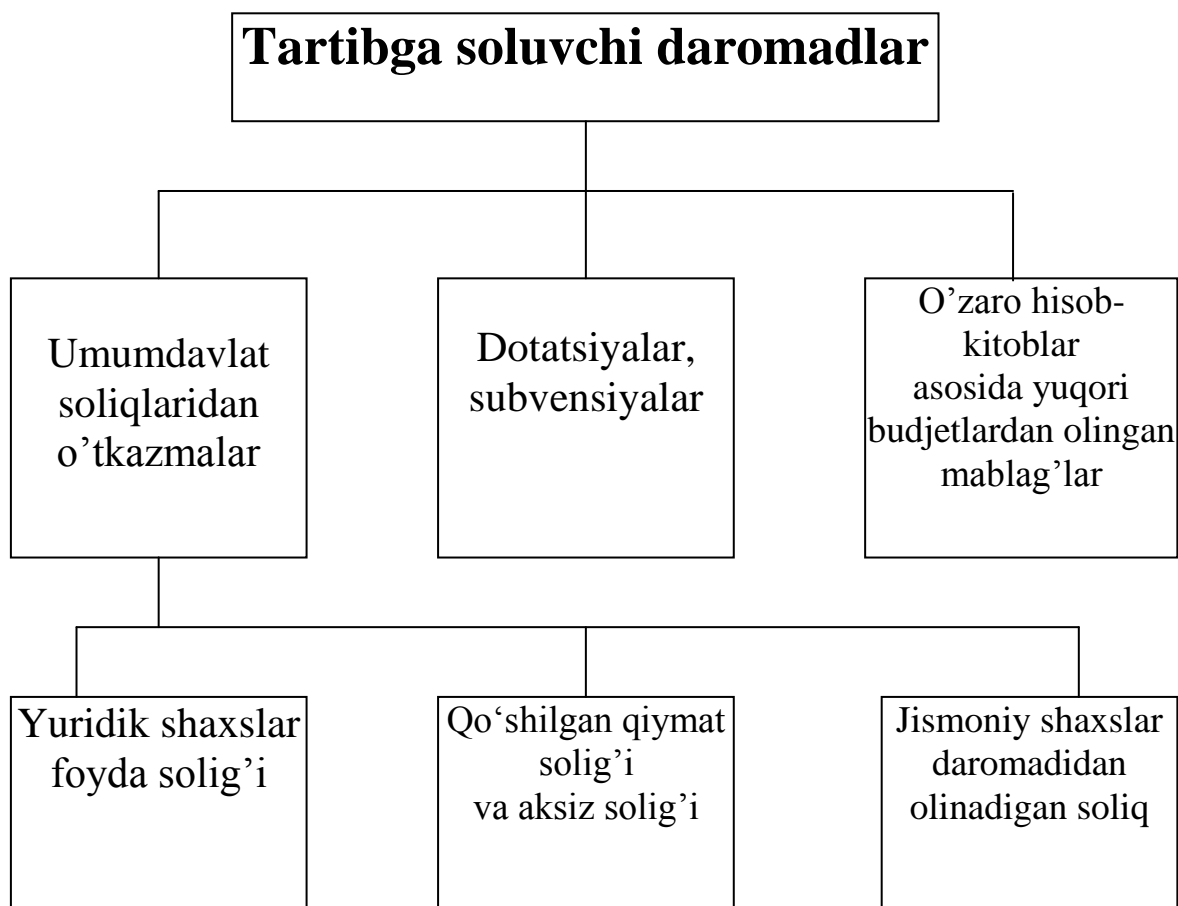 Tartibga soluvchi daromadlar
Umumdavlat
soliqlaridan
o’tkazmalar
Dotatsiyalar,
subvensiyalar
O’zaro hisob-
kitoblar
asosida yuqori
budjetlardan olingan
mablag’lar
Yuridik shaxslar
foyda solig’i
Qo‘shilgan qiymat
solig’i
va aksiz solig’i
Jismoniy shaxslar
daromadidan
olinadigan soliq